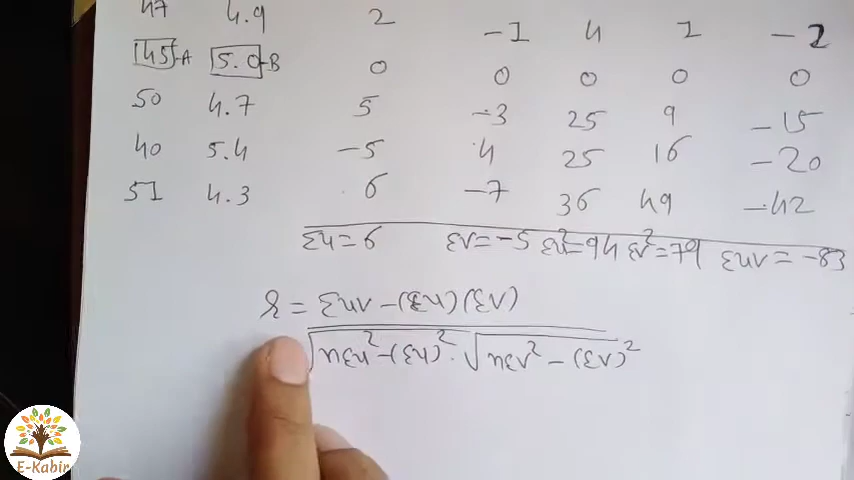 47 4.9 2 -1 4 1 -2
45-A 5.0-B 0 0 0 0 0
50 4.7 5 -3 25 9 -15
40 5.4 -5 4 25 16 -20
51 4.3 6 -7 36 49 -42
Σu=6 Σv=-5 Σu²=94 Σv²=79 Σuv=-83
r = Σuv-(Σu)(Σv)
√nΣu²-(Σu)² · √nΣv²-(Σv)²
E-Kabir